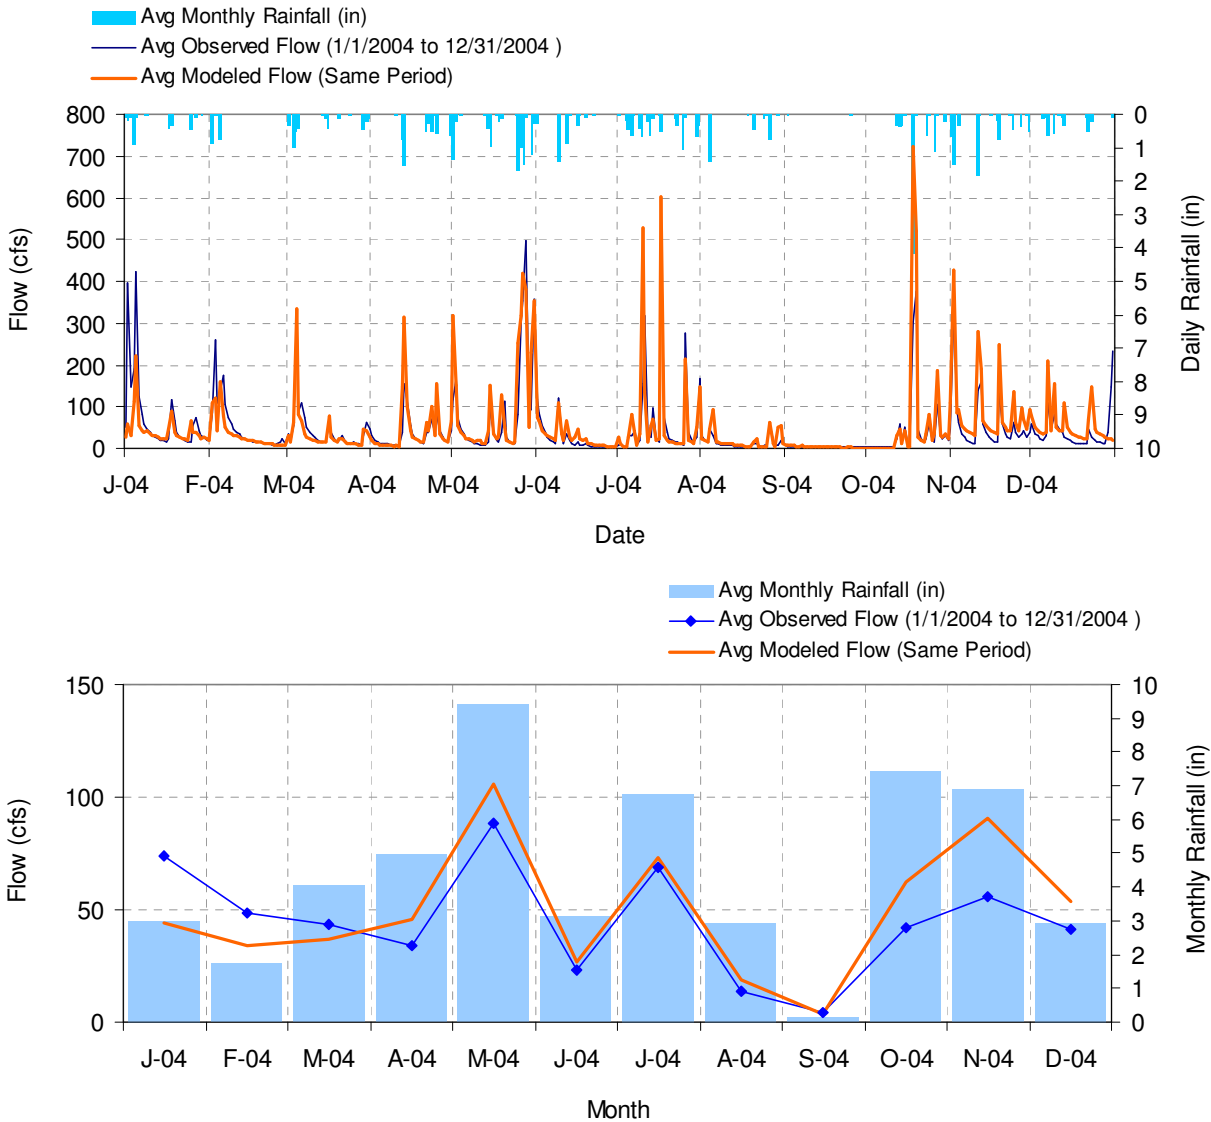 Avg Monthly Rainfall (in)
Avg Observed Flow (1/1/2004 to 12/31/2004 )
Avg Modeled Flow (Same Period)
800
700
600
500
400
300
200
100
0
Flow (cfs)
0
1
2
3
4
5
6
7
8
9
10
Daily Rainfall (in)
J-04 F-04 M-04 A-04 M-04 J-04 J-04 A-04 S-04 O-04 N-04 D-04
Date
Avg Monthly Rainfall (in)
Avg Observed Flow (1/1/2004 to 12/31/2004 )
Avg Modeled Flow (Same Period)
150
100
50
0
Flow (cfs)
10
9
8
7
6
5
4
3
2
1
0
Monthly Rainfall (in)
J-04 F-04 M-04 A-04 M-04 J-04 J-04 A-04 S-04 O-04 N-04 D-04
Month